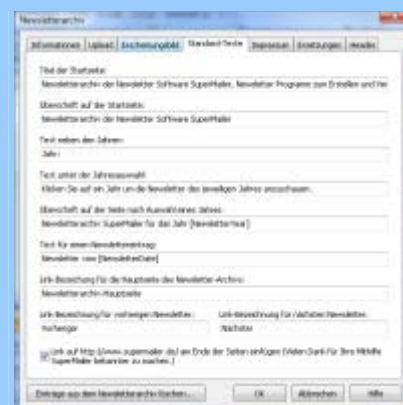 Newsletterarchiv
Informationen Upload Erscheinungsbild Standard-Texte Impressum Ersetzungen Header
Titel der Startseite:
Newsletterarchiv der Newsletter Software SuperMailer, Newsletter Programm zum Erstellen und Ver
Überschrift auf der Startseite:
Newsletterarchiv der Newsletter Software SuperMailer
Text neben den Jahren:
Jahr:
Text unter der Jahresauswahl:
Klicken Sie auf ein Jahr um die Newsletter des jeweiligen Jahres anzuschauen.
Überschrift auf der Seite nach Auswahl eines Jahres:
Newsletterarchiv SuperMailer für das Jahr [NewsletterYear]
Text für einen Newslettereintrag:
Newsletter vom [NewsletterDate]
Link-Bezeichnung für die Hauptseite des Newsletter-Archivs:
Newsletterarchiv-Hauptseite
Link-Bezeichnung für vorherigen Newsletter: Link-Bezeichnung für nächsten Newsletter:
Vorheriger Nächster
Link auf http://www.supermailer.de/ am Ende der Seiten einfügen (Vielen Dank für Ihre Mithilfe
SuperMailer bekannter zu machen.)
Einträge aus dem Newsletterarchiv löschen... OK Abbrechen Hilfe